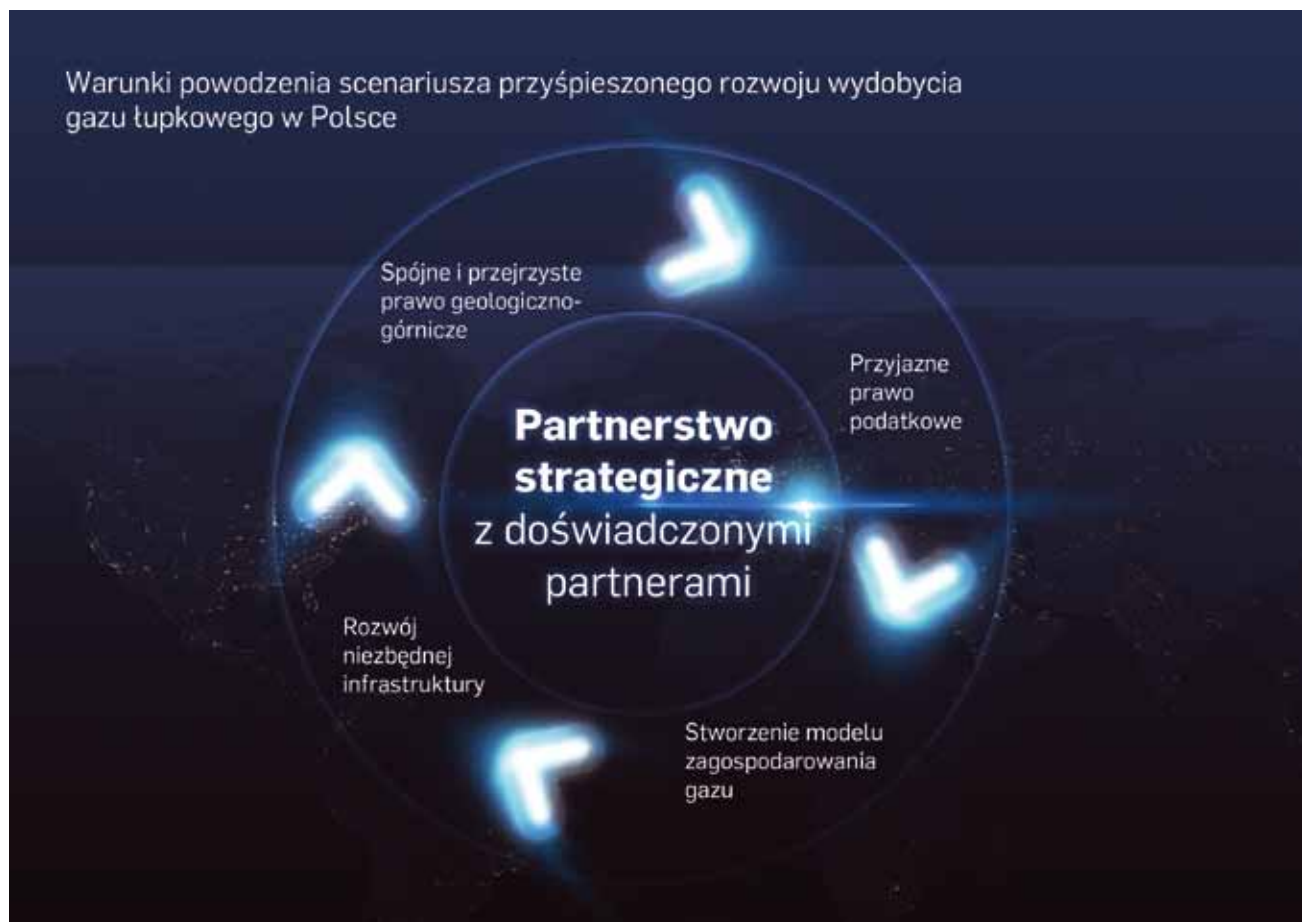 Warunki powodzenia scenariusza przyśpieszonego rozwoju wydobycia
gazu łupkowego w Polsce
Spójne i przejrzyste
prawo geologiczno-
górnicze
Przyjazne
prawo
podatkowe
Partnerstwo
strategiczne
z doświadczonymi
partnerami
Rozwój
niezbędnej
infrastruktury
Stworzenie modelu
zagospodarowania
gazu